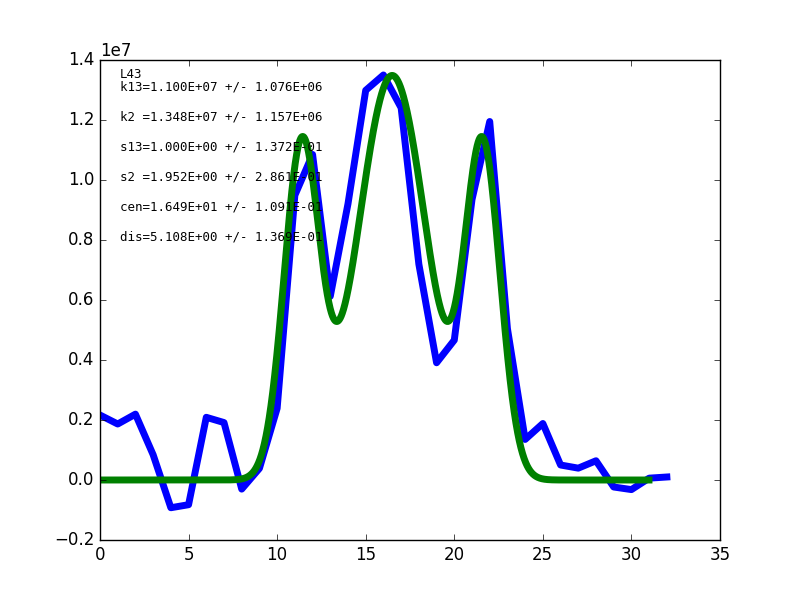 1e7
L43
k13=1.100E+07 +/- 1.076E+06
k2 =1.348E+07 +/- 1.157E+06
s13=1.000E+00 +/- 1.372E-01
s2 =1.952E+00 +/- 2.861E-01
cen=1.649E+01 +/- 1.091E-01
dis=5.108E+00 +/- 1.369E-01
1.4
1.2
1.0
0.8
0.6
0.4
0.2
0.0
−0.2
0 5 10 15 20 25 30 35